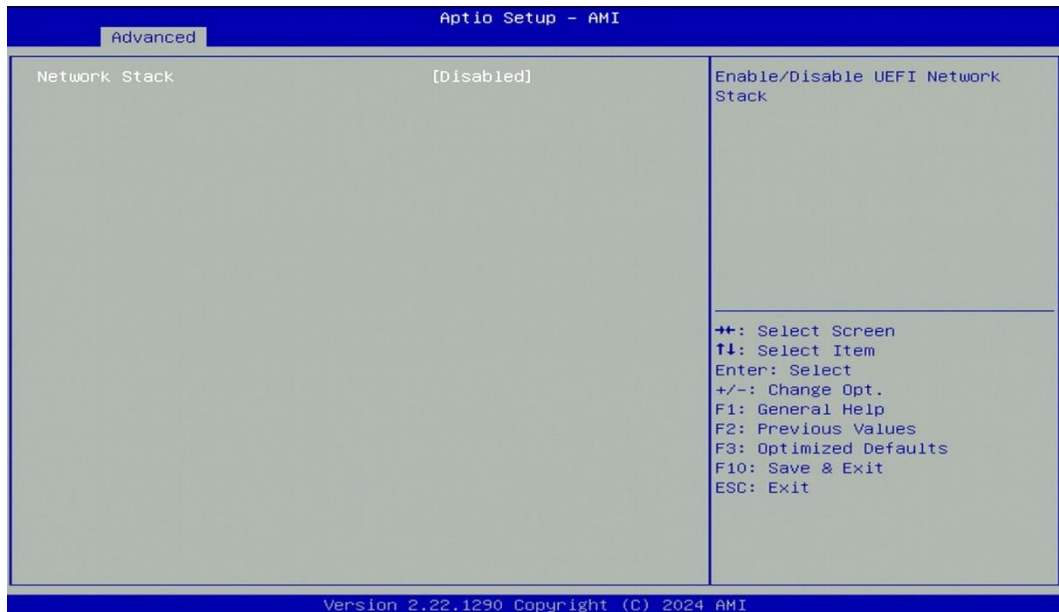 Aptio Setup - AMI
Advanced
Network Stack [Disabled]
Enable/Disable UEFI Network
Stack
→←: Select Screen
↑↓: Select Item
Enter: Select
+/-: Change Opt.
F1: General Help
F2: Previous Values
F3: Optimized Defaults
F10: Save & Exit
ESC: Exit
Version 2.22.1290 Copyright (C) 2024 AMI